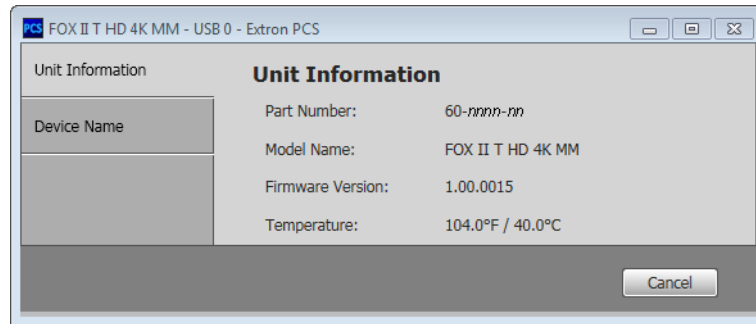 PCS FOX II T HD 4K MM - USB 0 - Extron PCS
Unit Information
Device Name
Unit Information
Part Number: 60-nnnn-nn
Model Name: FOX II T HD 4K MM
Firmware Version: 1.00.0015
Temperature: 104.0°F / 40.0°C
Cancel